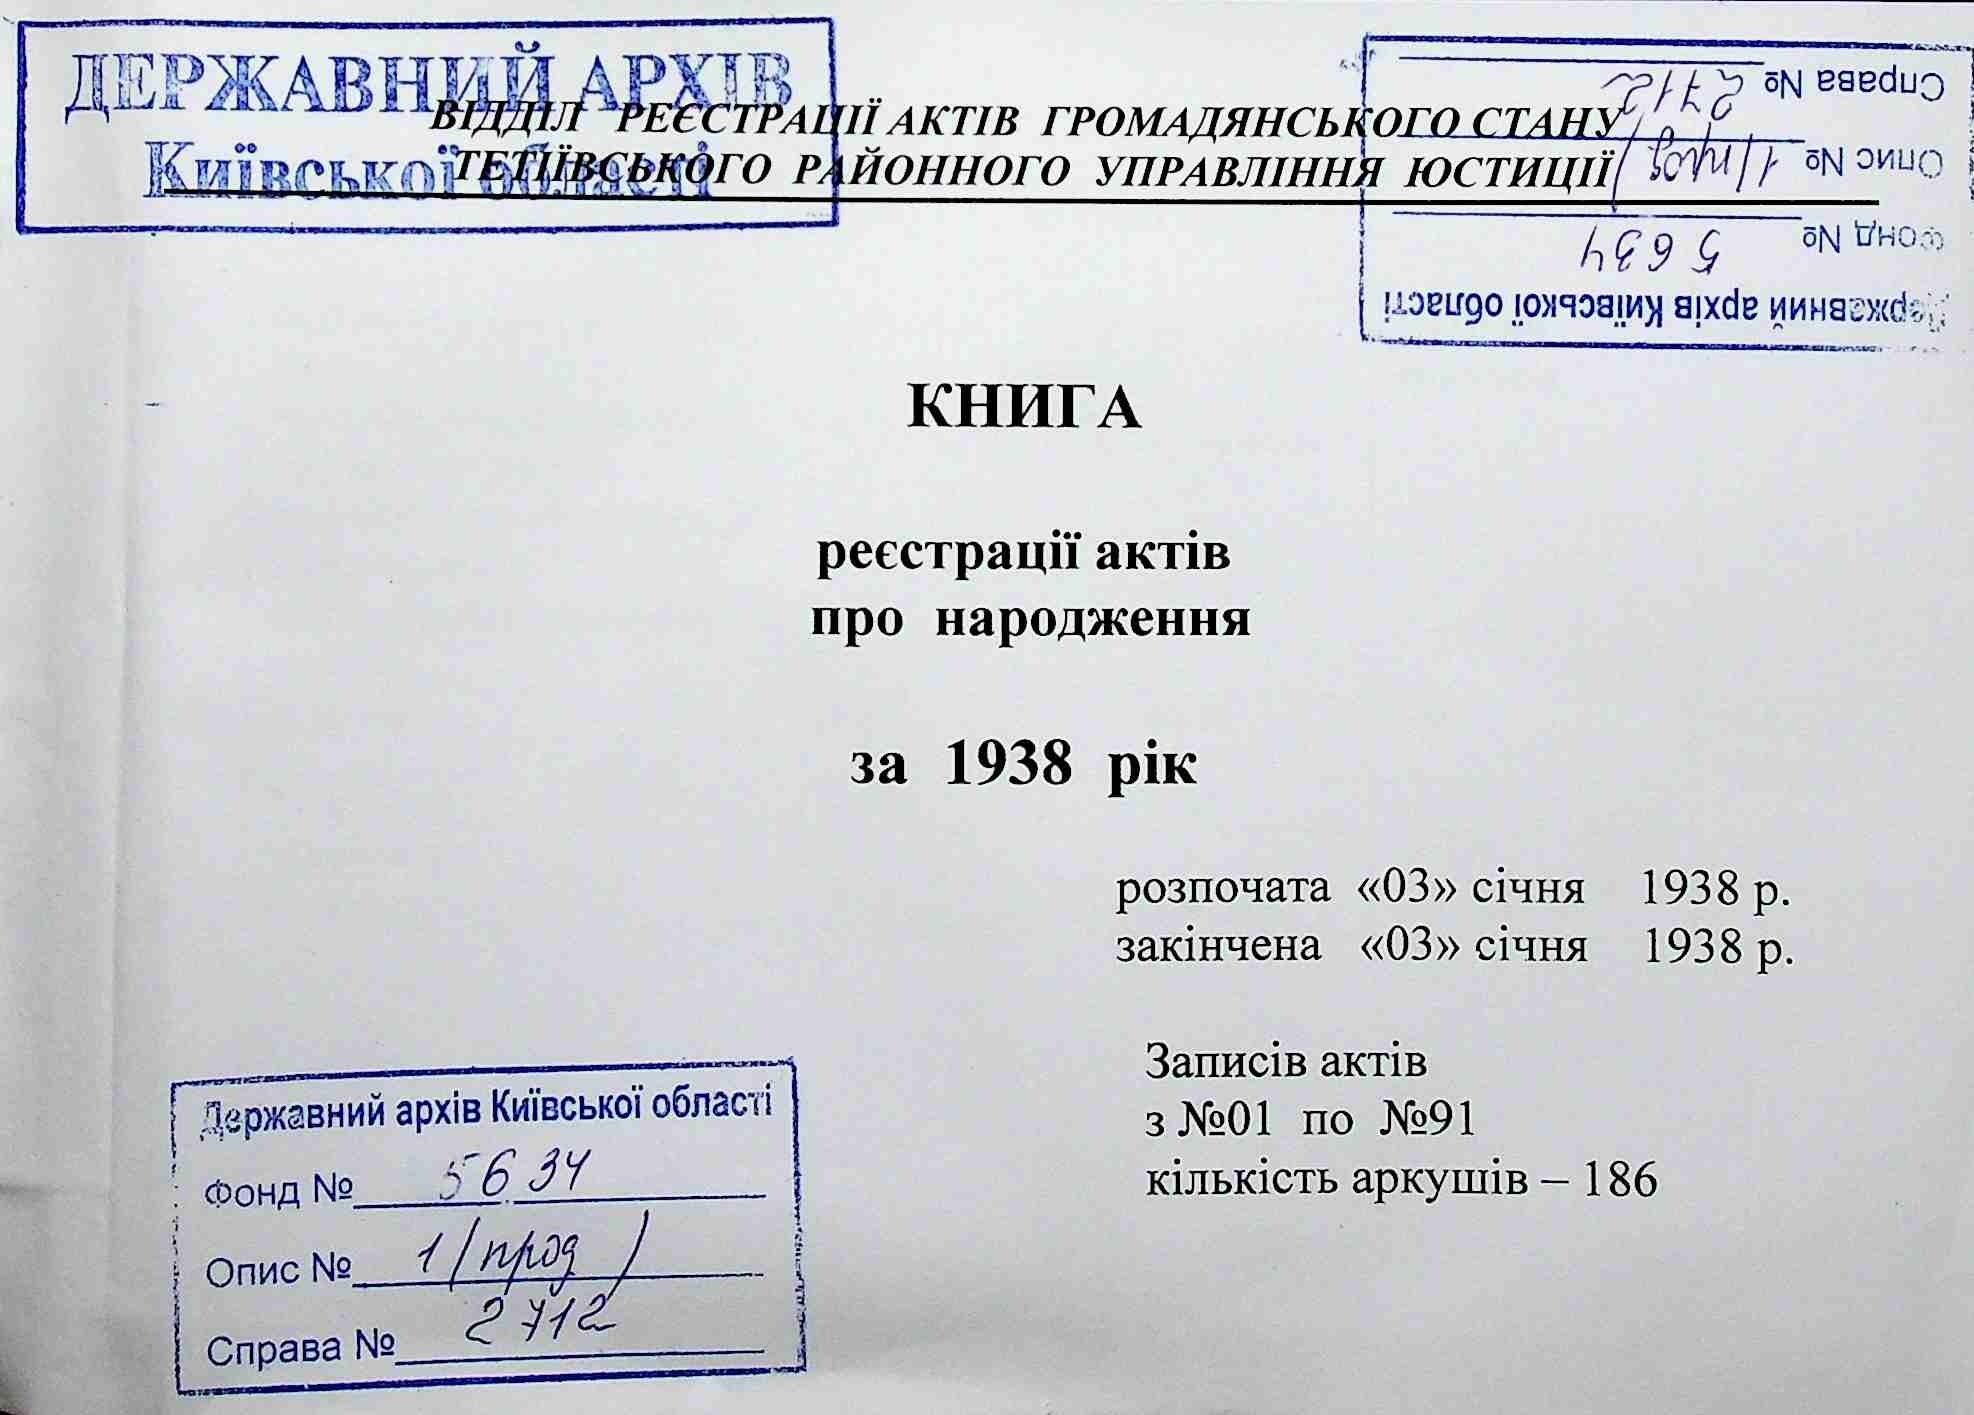 ДЕРЖАВНИЙ АРХІВ
Київської області
ВІДДІЛ РЕЄСТРАЦІЇ АКТІВ ГРОМАДЯНСЬКОГО СТАНУ
ТЕТІЇВСЬКОГО РАЙОННОГО УПРАВЛІННЯ ЮСТИЦІЇ
Державний архів Київської області
Фонд № 5634
Опис № 1/прод/
Справа № 2712
КНИГА
реєстрації актів
про народження
за 1938 рік
розпочата «03» січня 1938 р.
закінчена «03» січня 1938 р.
Записів актів
з №01 по №91
кількість аркушів – 186
Державний архів Київської області
Фонд № 5634
Опис № 1/прод/
Справа № 2712